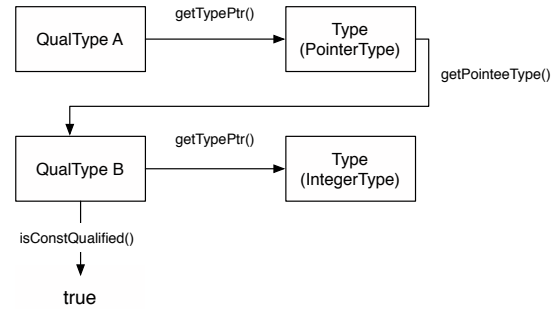 getTypePtr()
QualType A
Type
(PointerType)
getPointeeType()
getTypePtr()
QualType B
Type
(IntegerType)
isConstQualified()
true